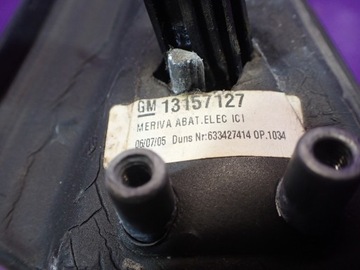 GM 13157127
MERIVA ABAT.ELEC ICI
06/07/05 Duns Nr:633427414 OP.1034